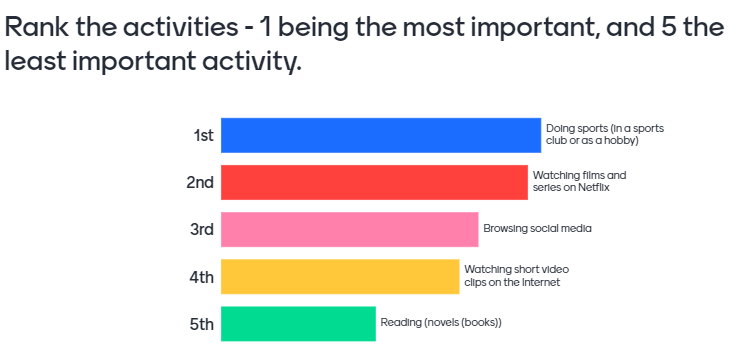 Rank the activities - 1 being the most important, and 5 the
least important activity.
1st
Doing sports (in a sports
club or as a hobby)
2nd
Watching films and
series on Netflix
3rd
Browsing social media
4th
Watching short video
clips on the Internet
5th
Reading (novels (books))